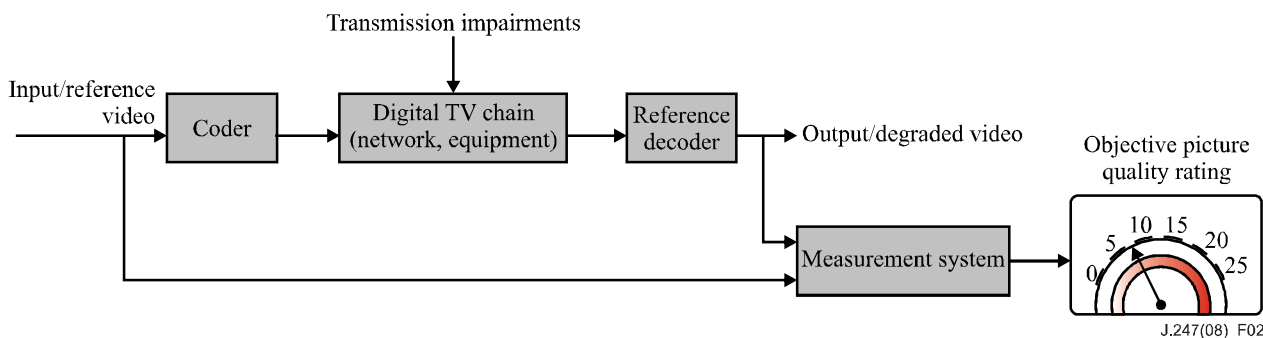 Transmission impairments
Input/reference
video
Coder
Digital TV chain
(network, equipment)
Reference
decoder
Output/degraded video
Objective picture
quality rating
Measurement system
0
5
10
15
20
25
J.247(08) F02